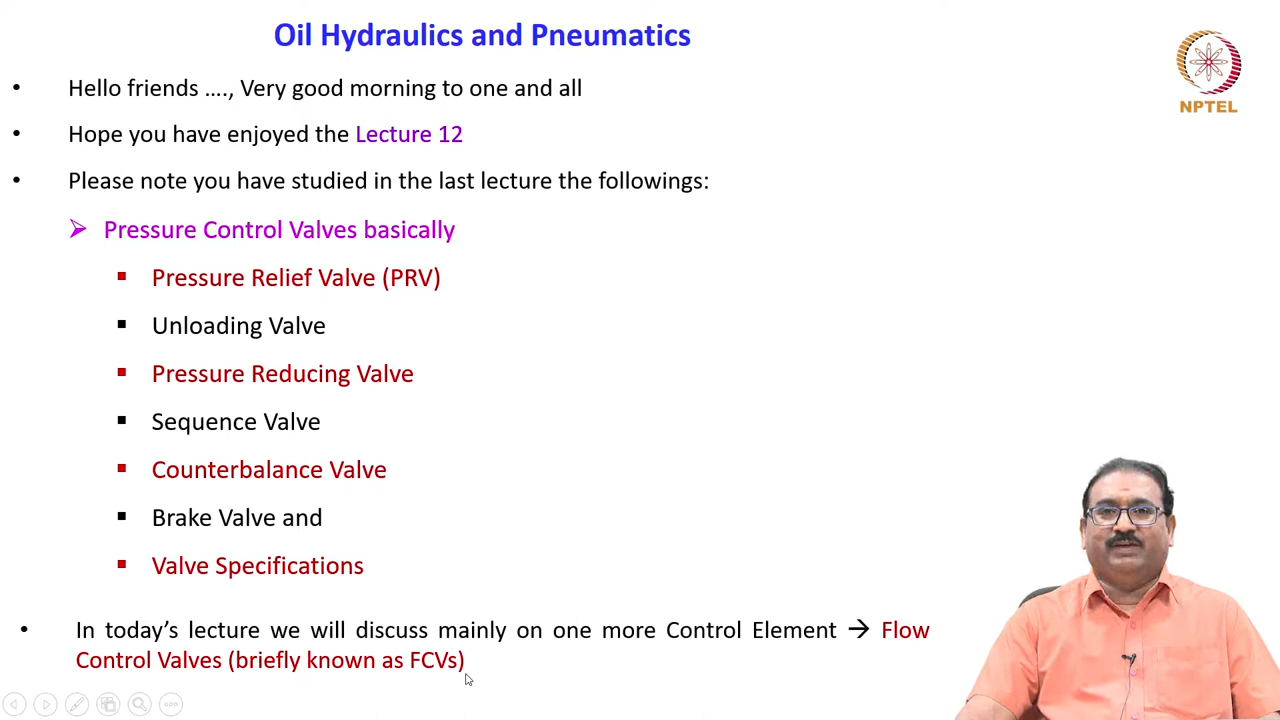 Oil Hydraulics and Pneumatics
NPTEL
• Hello friends ...., Very good morning to one and all
• Hope you have enjoyed the Lecture 12
• Please note you have studied in the last lecture the followings:
➢ Pressure Control Valves basically
▪ Pressure Relief Valve (PRV)
▪ Unloading Valve
▪ Pressure Reducing Valve
▪ Sequence Valve
▪ Counterbalance Valve
▪ Brake Valve and
▪ Valve Specifications
• In today’s lecture we will discuss mainly on one more Control Element → Flow
Control Valves (briefly known as FCVs)